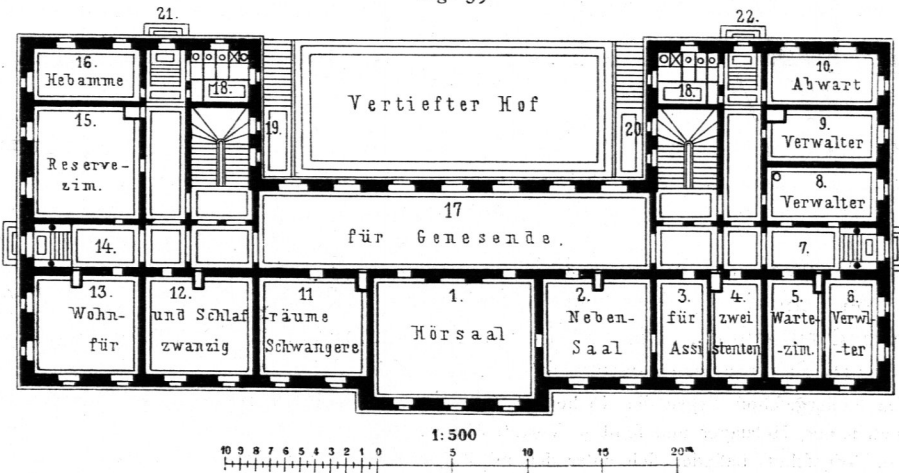 21.
22.
16.
Hebamme
18.
Vertiefter Hof
18.
10.
Abwart
15.
Reserve-
zim.
19.
20.
9.
Verwalter
8.
Verwalter
17
für Genesende.
14.
7.
13.
Wohn-
für
12.
und Schlaf
zwanzig
11
-räume
Schwangere
1.
Hörsaal
2.
Neben-
Saal
3.
für
Assi
4.
zwei
stenten
5.
Warte-
-zim.
6.
Verwl-
-ter
1:500
10 9 8 7 6 5 4 3 2 1 0 5 10 15 20m